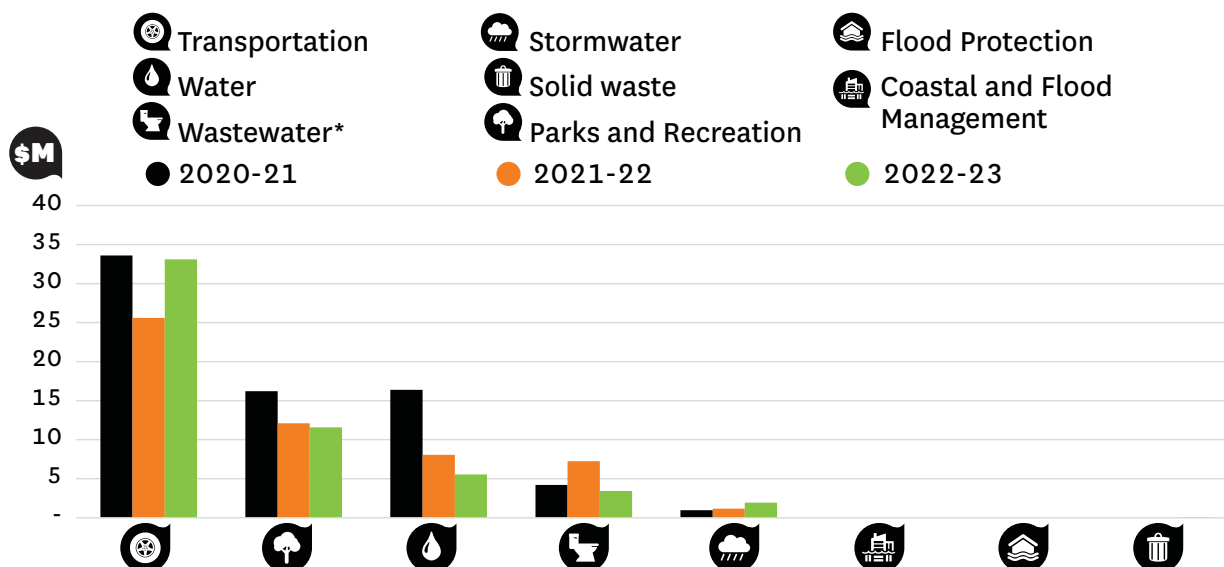 Transportation
Water
Wastewater*
Stormwater
Solid waste
Parks and Recreation
Flood Protection
Coastal and Flood
Management
$M
2020-21
2021-22
2022-23
40
35
30
25
20
15
10
5
-